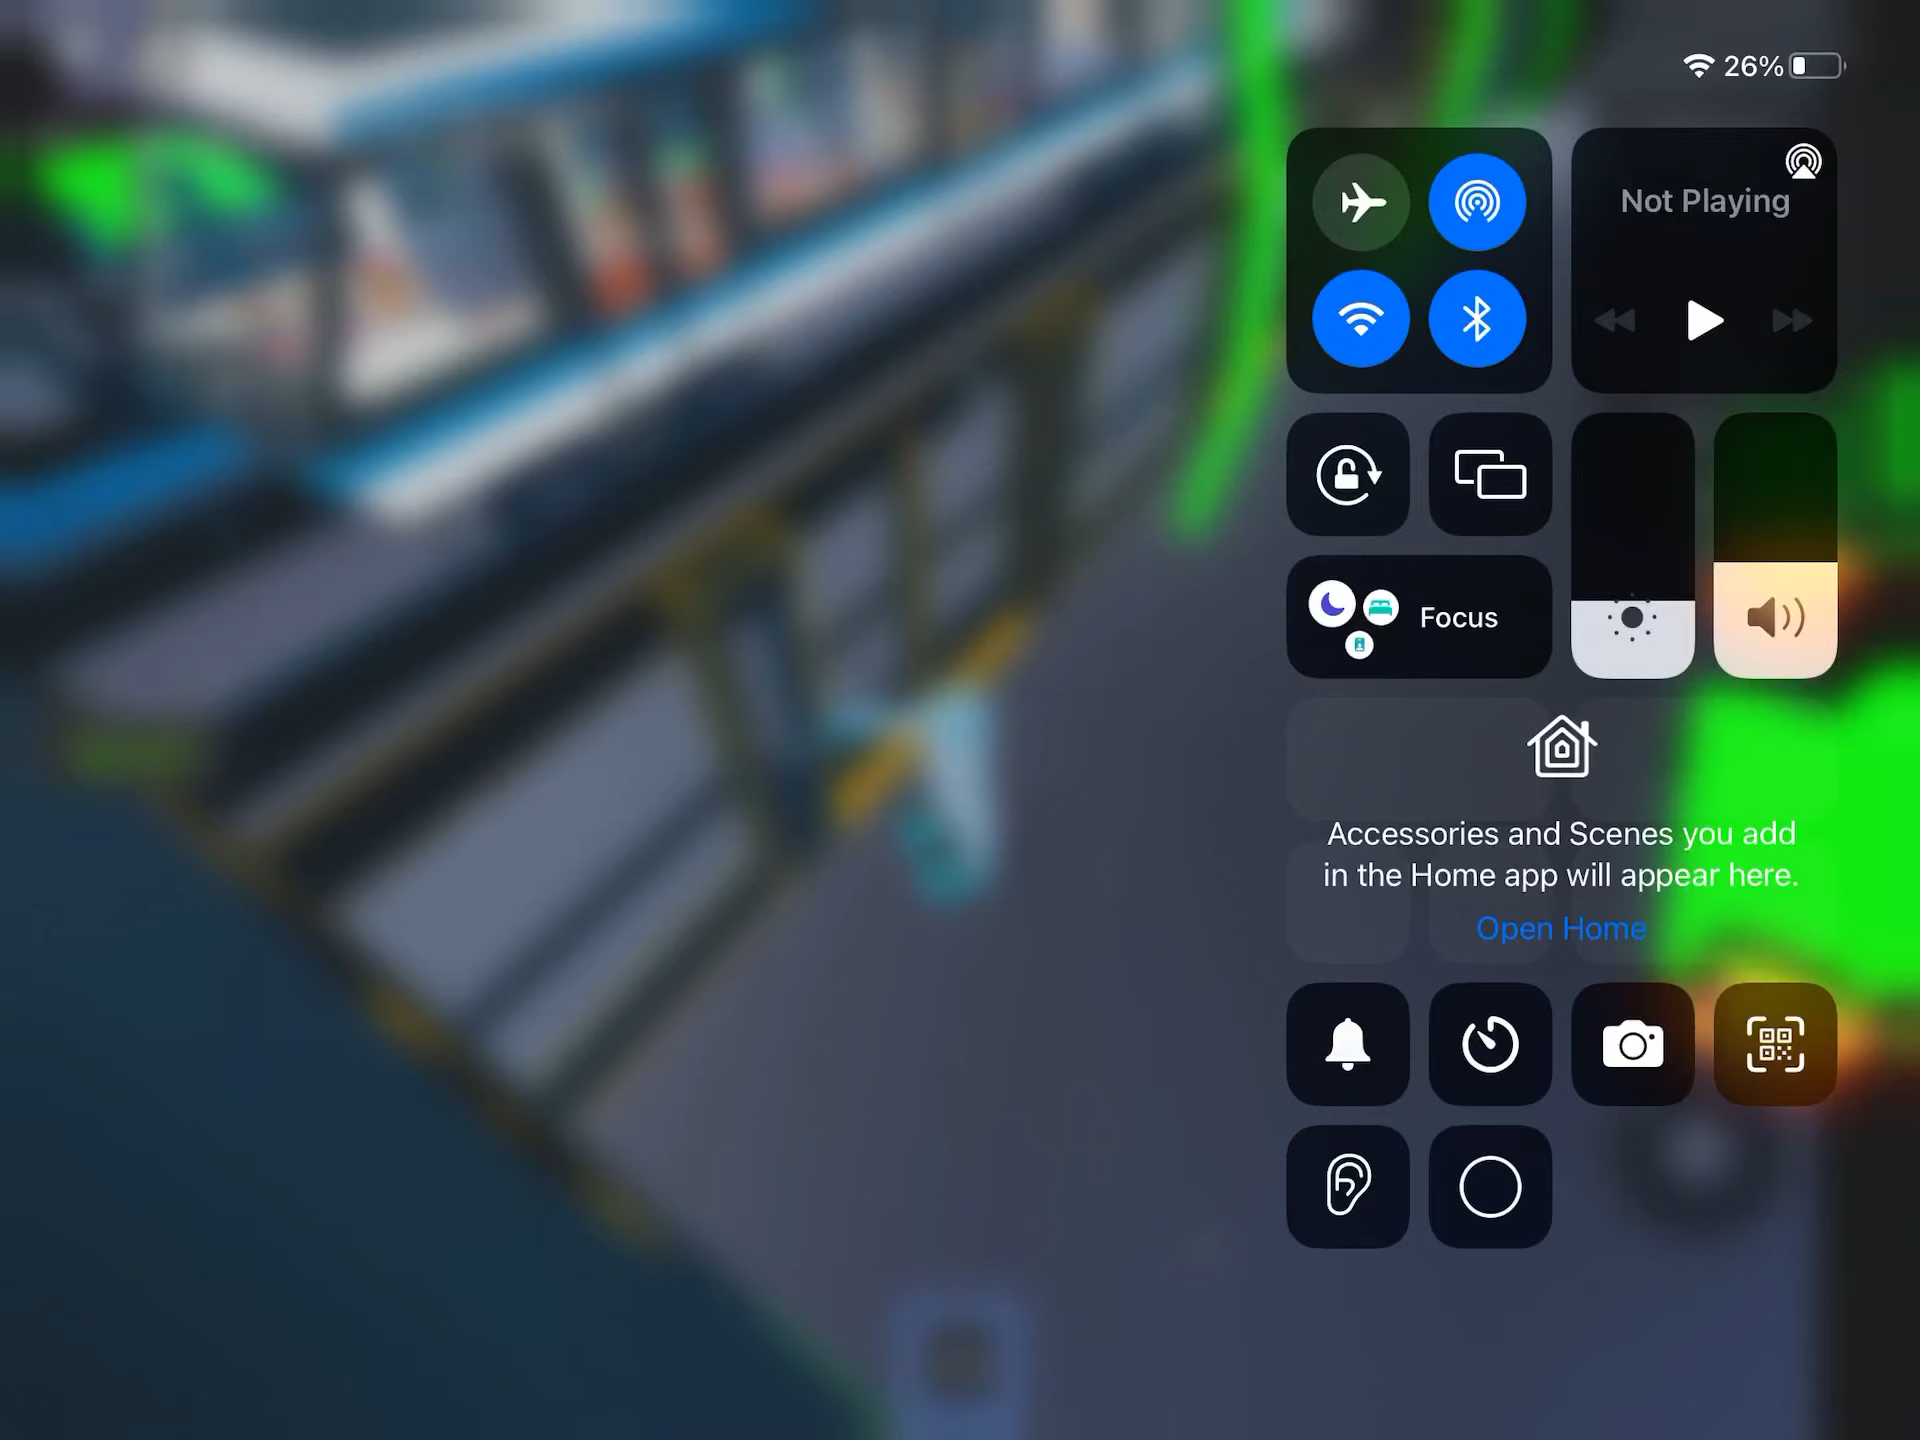 26%
Not Playing
Focus
Accessories and Scenes you add
in the Home app will appear here.
Open Home